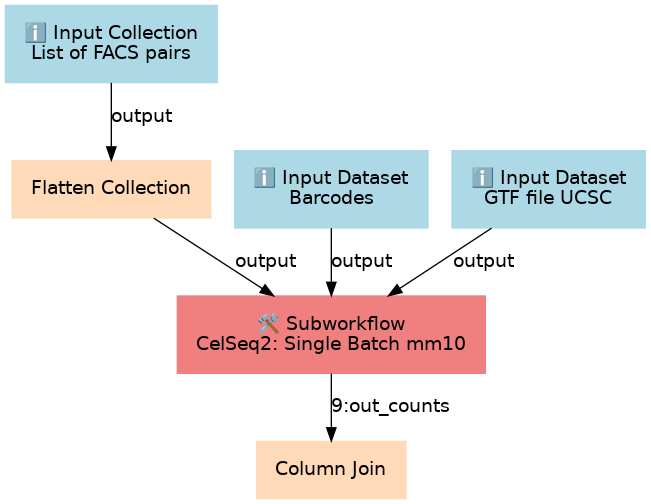 ℹ️ Input Collection
List of FACS pairs
output
Flatten Collection
ℹ️ Input Dataset
Barcodes
ℹ️ Input Dataset
GTF file UCSC
output
output
output
🛠️ Subworkflow
CelSeq2: Single Batch mm10
9:out_counts
Column Join